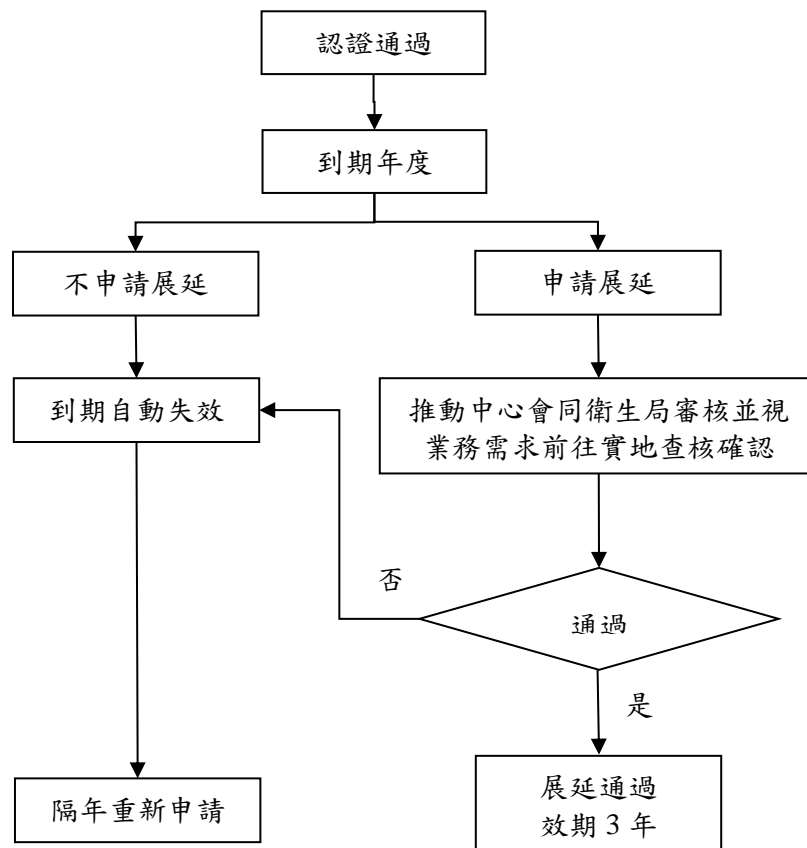 認證通過
到期年度
不申請展延
申請展延
到期自動失效
推動中心會同衛生局審核並視
業務需求前往實地查核確認
否
通過
是
隔年重新申請
展延通過
效期 3 年